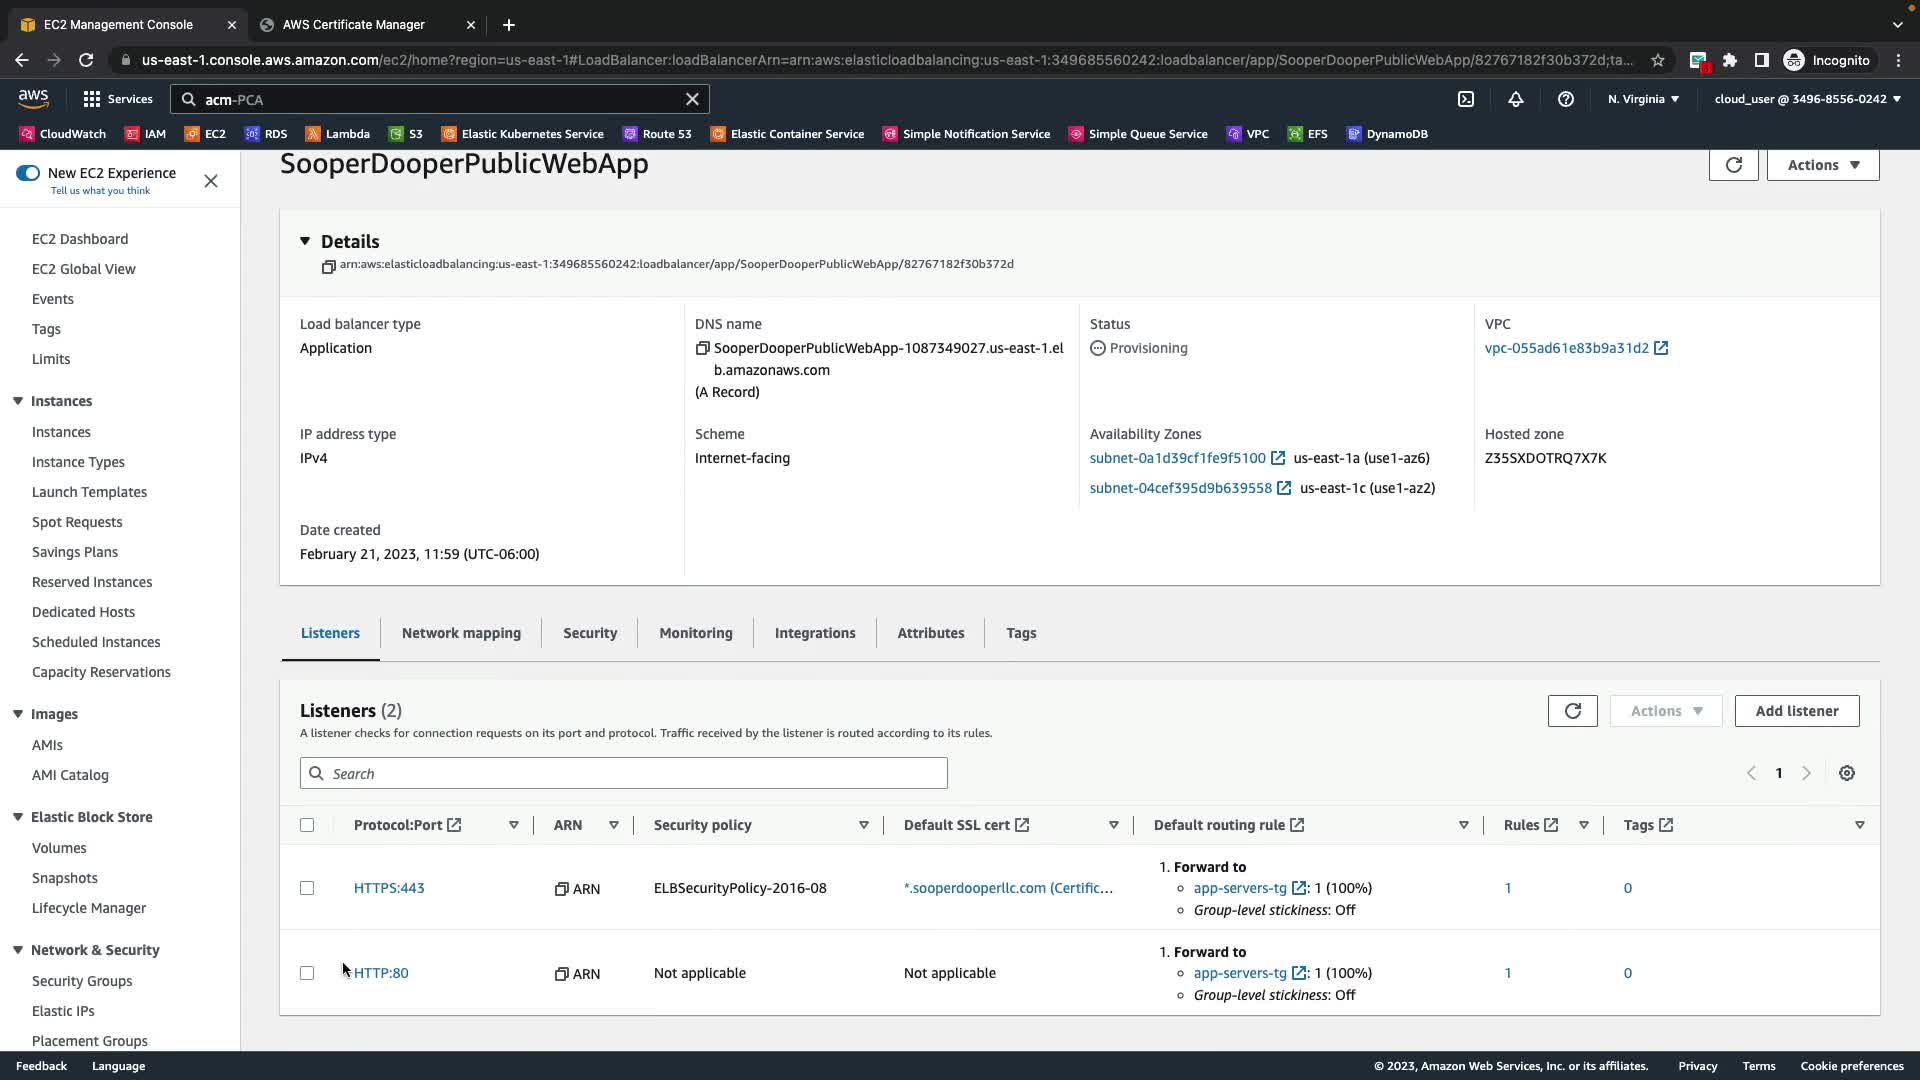 EC2 Management Console
AWS Certificate Manager
us-east-1.console.aws.amazon.com/ec2/home?region=us-east-1#LoadBalancer:loadBalancerArn=arn:aws:elasticloadbalancing:us-east-1:349685560242:loadbalancer/app/SooperDooperPublicWebApp/82767182f30b372d;ta...
Incognito
aws
Services
acm-PCA
N. Virginia
cloud_user @ 3496-8556-0242
CloudWatch
IAM
EC2
RDS
Lambda
S3
Elastic Kubernetes Service
Route 53
Elastic Container Service
Simple Notification Service
Simple Queue Service
VPC
EFS
DynamoDB
New EC2 Experience
Tell us what you think
EC2 Dashboard
EC2 Global View
Events
Tags
Limits
Instances
Instances
Instance Types
Launch Templates
Spot Requests
Savings Plans
Reserved Instances
Dedicated Hosts
Scheduled Instances
Capacity Reservations
Images
AMIs
AMI Catalog
Elastic Block Store
Volumes
Snapshots
Lifecycle Manager
Network & Security
Security Groups
Elastic IPs
Placement Groups
SooperDooperPublicWebApp
Actions
Details
arn:aws:elasticloadbalancing:us-east-1:349685560242:loadbalancer/app/SooperDooperPublicWebApp/82767182f30b372d
Load balancer type
Application
DNS name
SooperDooperPublicWebApp-1087349027.us-east-1.el
b.amazonaws.com
(A Record)
Status
Provisioning
VPC
vpc-055ad61e83b9a31d2
IP address type
IPv4
Scheme
Internet-facing
Availability Zones
subnet-0a1d39cf1fe9f5100 us-east-1a (use1-az6)
subnet-04cef395d9b639558 us-east-1c (use1-az2)
Hosted zone
Z35SXDOTRQ7X7K
Date created
February 21, 2023, 11:59 (UTC-06:00)
Listeners
Network mapping
Security
Monitoring
Integrations
Attributes
Tags
Listeners (2)
A listener checks for connection requests on its port and protocol. Traffic received by the listener is routed according to its rules.
Actions
Add listener
Search
1
Protocol:Port
ARN
Security policy
Default SSL cert
Default routing rule
Rules
Tags
HTTPS:443
ARN
ELBSecurityPolicy-2016-08
*.sooperdooperllc.com (Certific...
1. Forward to
app-servers-tg : 1 (100%)
Group-level stickiness: Off
1
0
HTTP:80
ARN
Not applicable
Not applicable
1. Forward to
app-servers-tg : 1 (100%)
Group-level stickiness: Off
1
0
Feedback
Language
© 2023, Amazon Web Services, Inc. or its affiliates.
Privacy
Terms
Cookie preferences